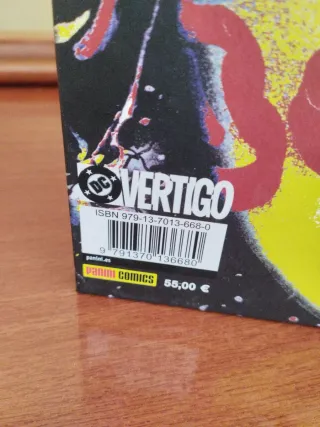 DC VERTIGO
ISBN 979-13-7013-668-0
9 791370 136680
panini.es
PANINI COMICS 55,00 €